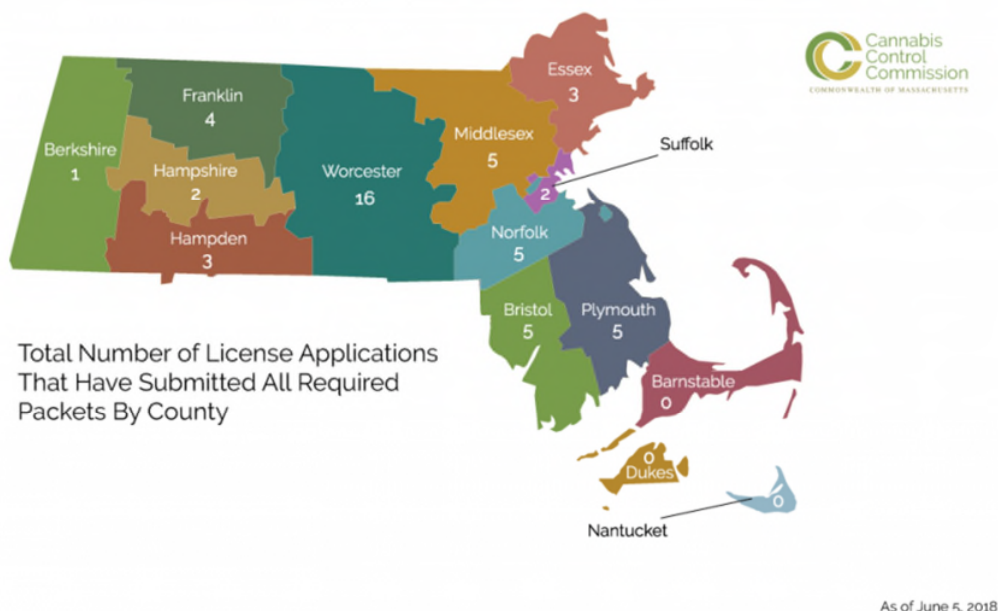 Cannabis
Control
Commission
COMMONWEALTH OF MASSACHUSETTS
Essex
3
Franklin
4
Middlesex
5
Suffolk
2
Berkshire
1
Hampshire
2
Worcester
16
Norfolk
5
Hampden
3
Bristol
5
Plymouth
5
Total Number of License Applications
That Have Submitted All Required
Packets By County
Barnstable
0
0
Dukes
0
Nantucket
As of June 5, 2018